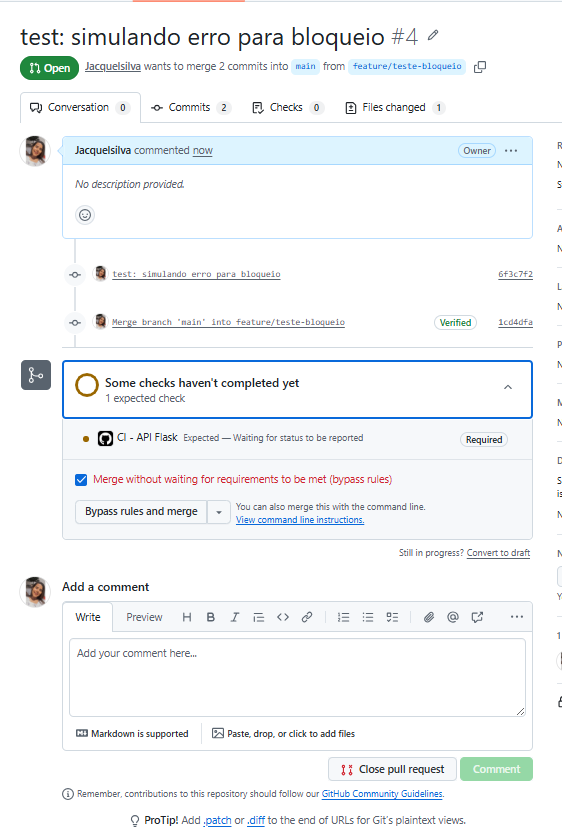 test: simulando erro para bloqueio #4
Open
Jacquelsilva wants to merge 2 commits into main from feature/teste-bloqueio
Conversation 0
Commits 2
Checks 0
Files changed 1
Jacquelsilva commented now
Owner
No description provided.
test: simulando erro para bloqueio
6f3c7f2
Merge branch 'main' into feature/teste-bloqueio
Verified
1cd4dfa
Some checks haven't completed yet
1 expected check
CI - API Flask Expected — Waiting for status to be reported
Required
Merge without waiting for requirements to be met (bypass rules)
Bypass rules and merge
You can also merge this with the command line.
View command line instructions.
Still in progress? Convert to draft
Add a comment
Write
Preview
Add your comment here...
Markdown is supported
Paste, drop, or click to add files
Close pull request
Comment
Remember, contributions to this repository should follow our GitHub Community Guidelines.
ProTip! Add .patch or .diff to the end of URLs for Git's plaintext views.